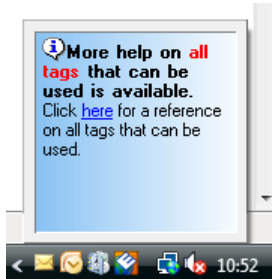 More help on all
tags that can be
used is available.
Click here for a reference
on all tags that can be
used.
< 10:52